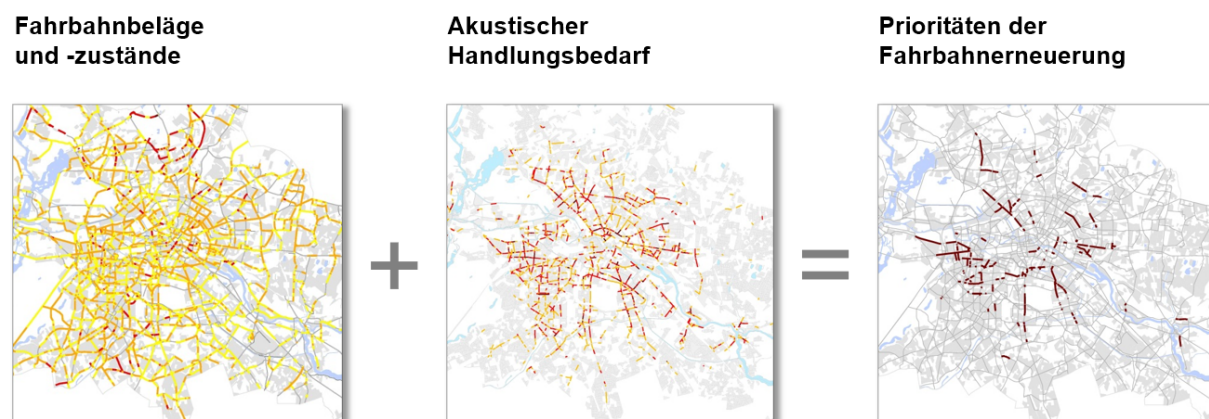 Fahrbahnbeläge
und -zustände
Akustischer
Handlungsbedarf
Prioritäten der
Fahrbahnerneuerung
+
=